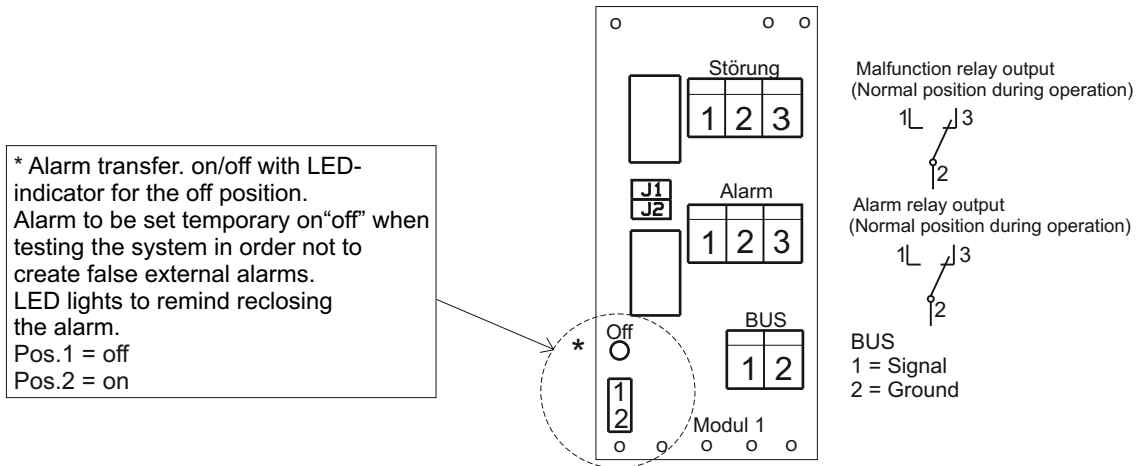 * Alarm transfer. on/off with LED-
indicator for the off position.
Alarm to be set temporary on“off” when
testing the system in order not to
create false external alarms.
LED lights to remind reclosing
the alarm.
Pos.1 = off
Pos.2 = on
Störung
1 2 3
J1
J2
Alarm
1 2 3
BUS
1 2
*
Off
1
2
Modul 1
Malfunction relay output
(Normal position during operation)
1 3
2
Alarm relay output
(Normal position during operation)
1 3
2
BUS
1 = Signal
2 = Ground